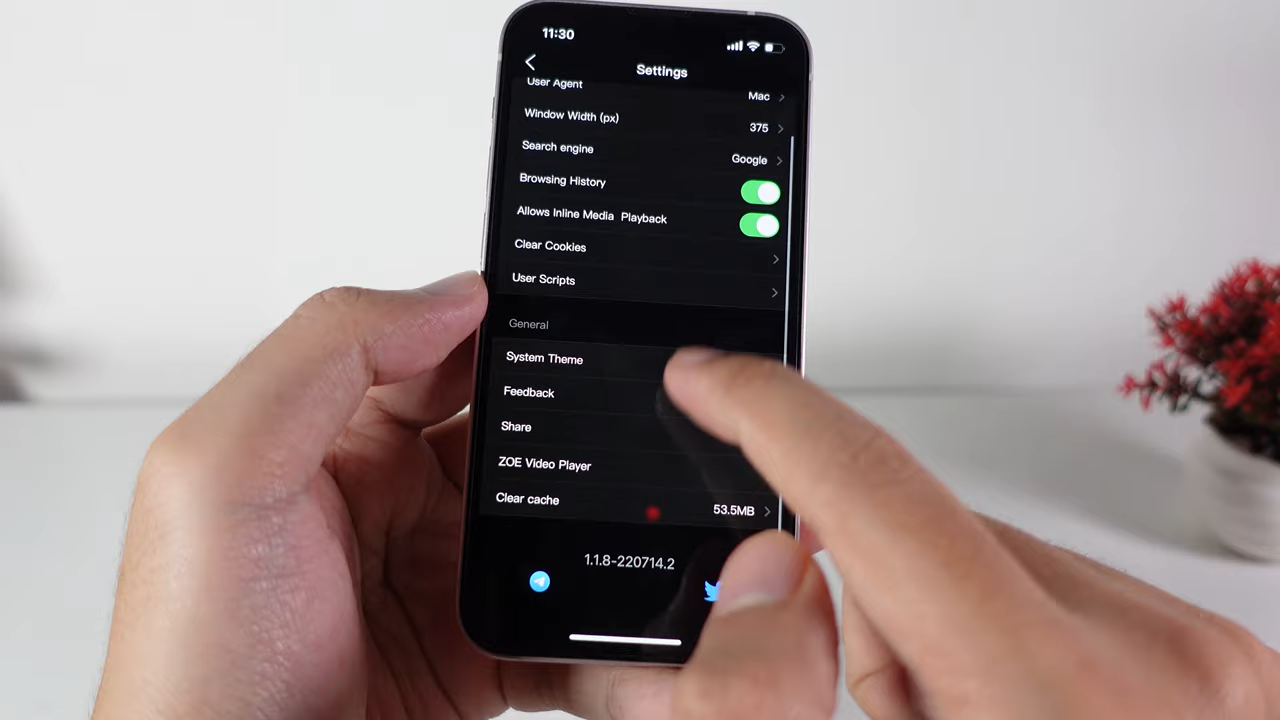 11:30
Settings
User Agent Mac
Window Width (px) 375
Search engine Google
Browsing History
Allows Inline Media Playback
Clear Cookies
User Scripts
General
System Theme
Feedback
Share
ZOE Video Player
Clear cache 53.5MB
1.1.8-220714.2